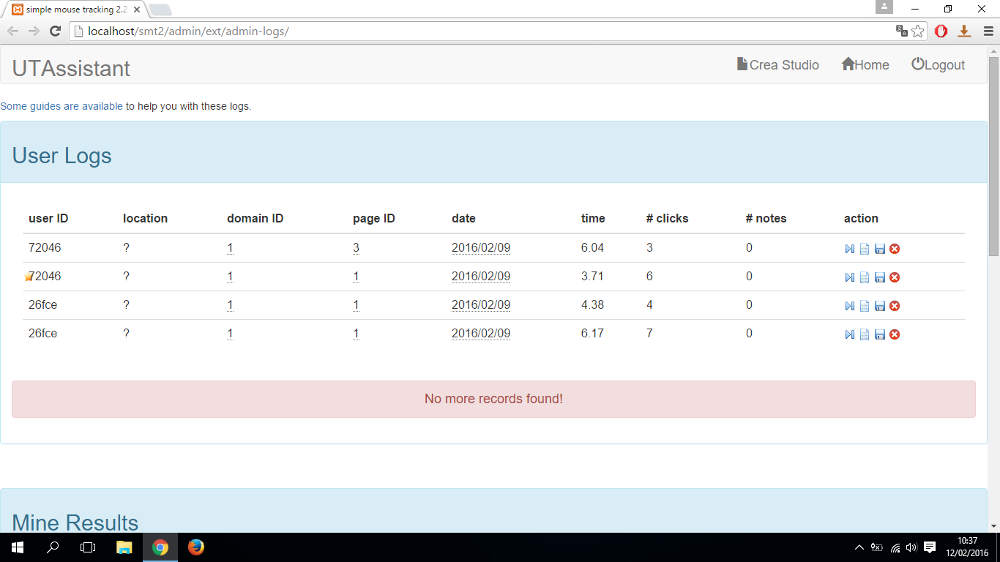 simple mouse tracking 2.2
localhost/smt2/admin/ext/admin-logs/
UTAssistant
Crea Studio
Home
Logout
Some guides are available to help you with these logs.
User Logs
user ID location domain ID page ID date time # clicks # notes action
72046 ? 1 3 2016/02/09 6.04 3 0
72046 ? 1 1 2016/02/09 3.71 6 0
26fce ? 1 1 2016/02/09 4.38 4 0
26fce ? 1 1 2016/02/09 6.17 7 0
No more records found!
Mine Results
10:37
12/02/2016